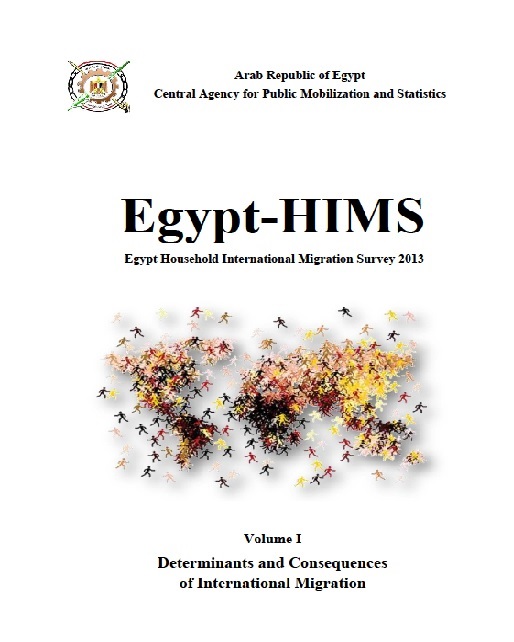 Arab Republic of Egypt
Central Agency for Public Mobilization and Statistics
Egypt-HIMS
Egypt Household International Migration Survey 2013
Volume I
Determinants and Consequences
of International Migration